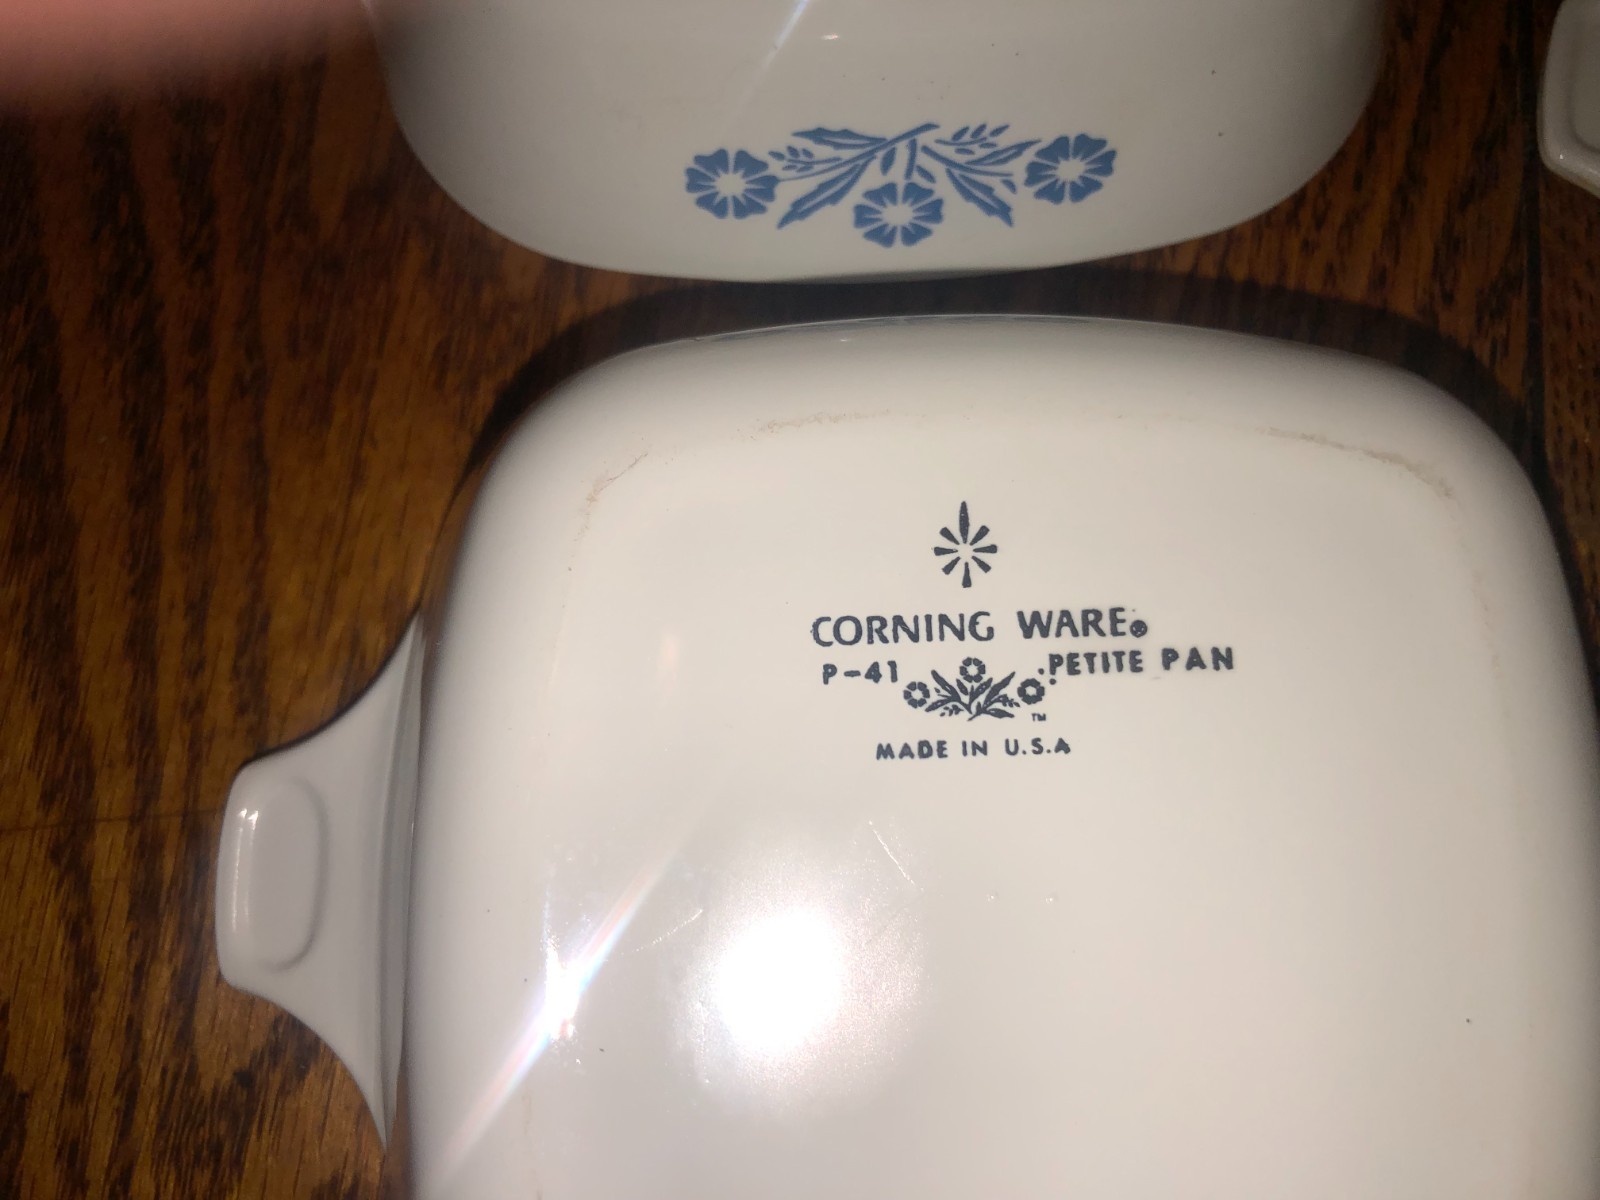 CORNING WARE®
P-41 PETITE PAN
TM
MADE IN U.S.A